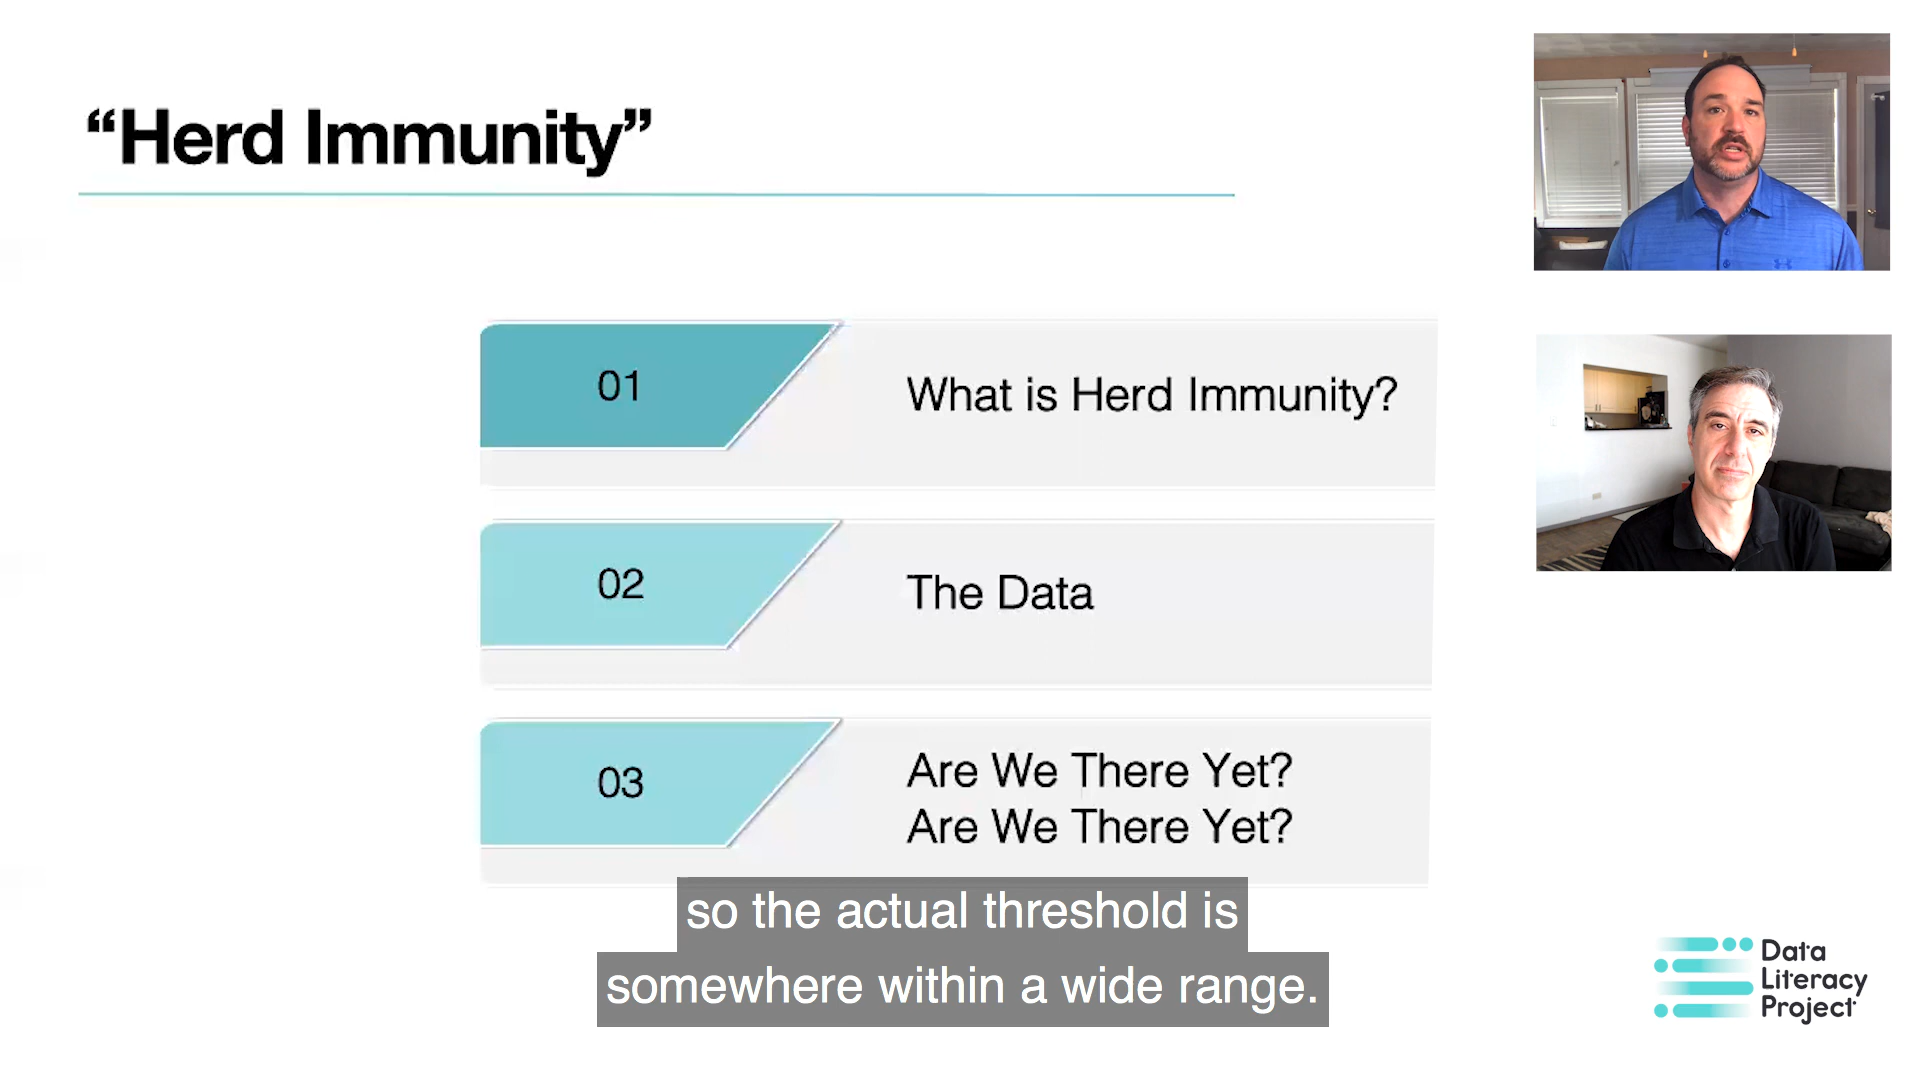 “Herd Immunity”
01
What is Herd Immunity?
02
The Data
03
Are We There Yet?
Are We There Yet?
so the actual threshold is
somewhere within a wide range.
Data
Literacy
Project